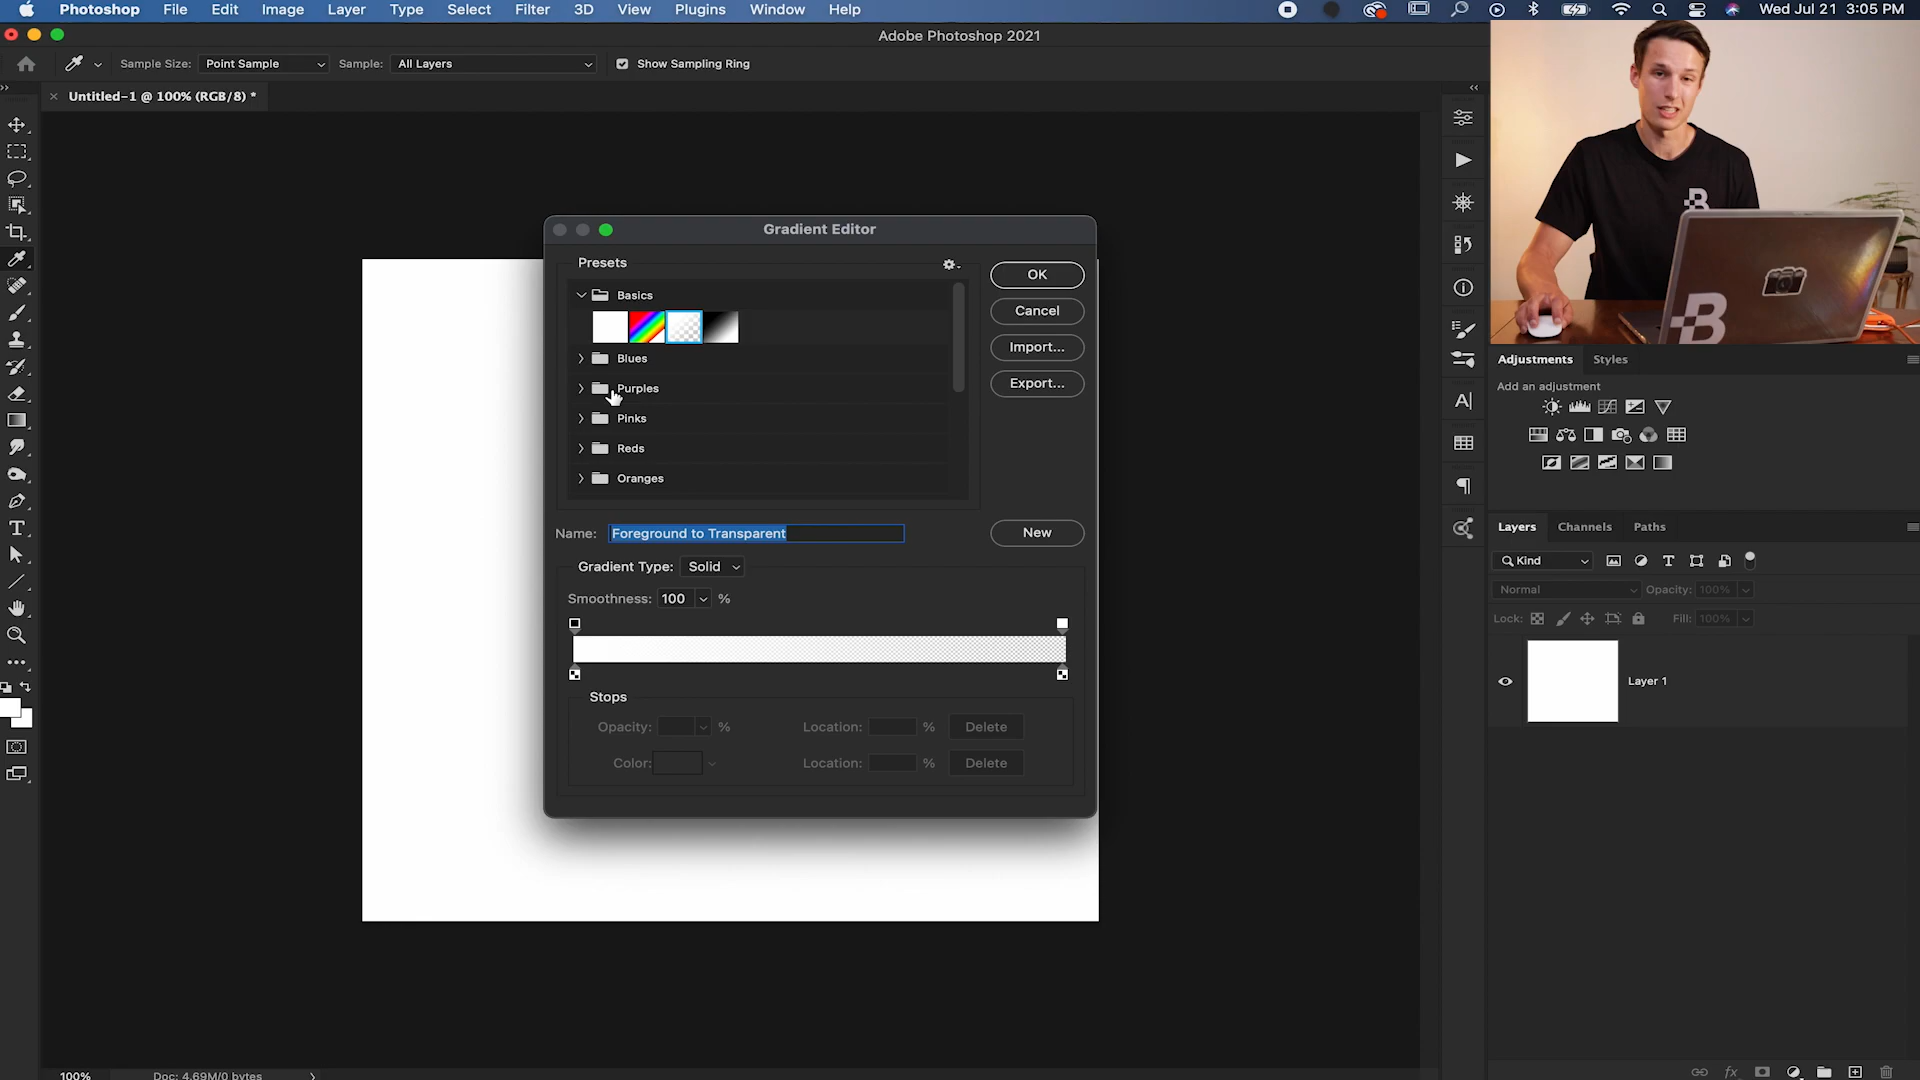 Photoshop File Edit Image Layer Type Select Filter 3D View Plugins Window Help Wed Jul 21 3:05 PM
Adobe Photoshop 2021
Sample Size: Point Sample Sample: All Layers Show Sampling Ring
Untitled-1 @ 100% (RGB/8) *
Gradient Editor
Presets
Basics
Blues
Purples
Pinks
Reds
Oranges
OK
Cancel
Import...
Export...
Name: Foreground to Transparent New
Gradient Type: Solid
Smoothness: 100 %
Stops
Opacity: % Location: % Delete
Color: Location: % Delete
Adjustments Styles
Add an adjustment
Layers Channels Paths
Kind
Normal Opacity: 100%
Lock: Fill: 100%
Layer 1
100% Doc: 4.69M/0 bytes